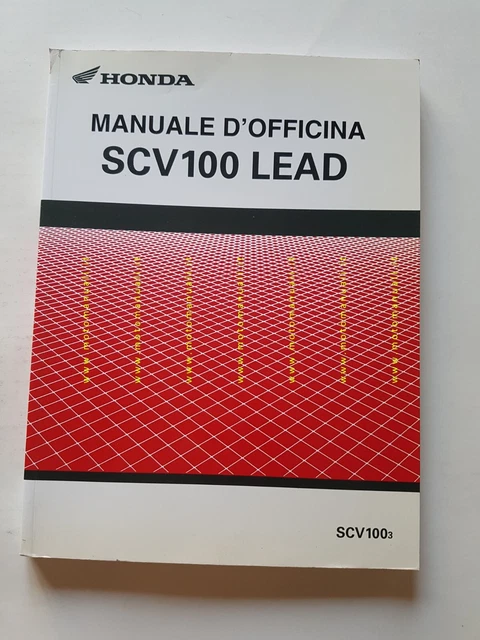 HONDA
MANUALE D'OFFICINA
SCV100 LEAD
SCV1003